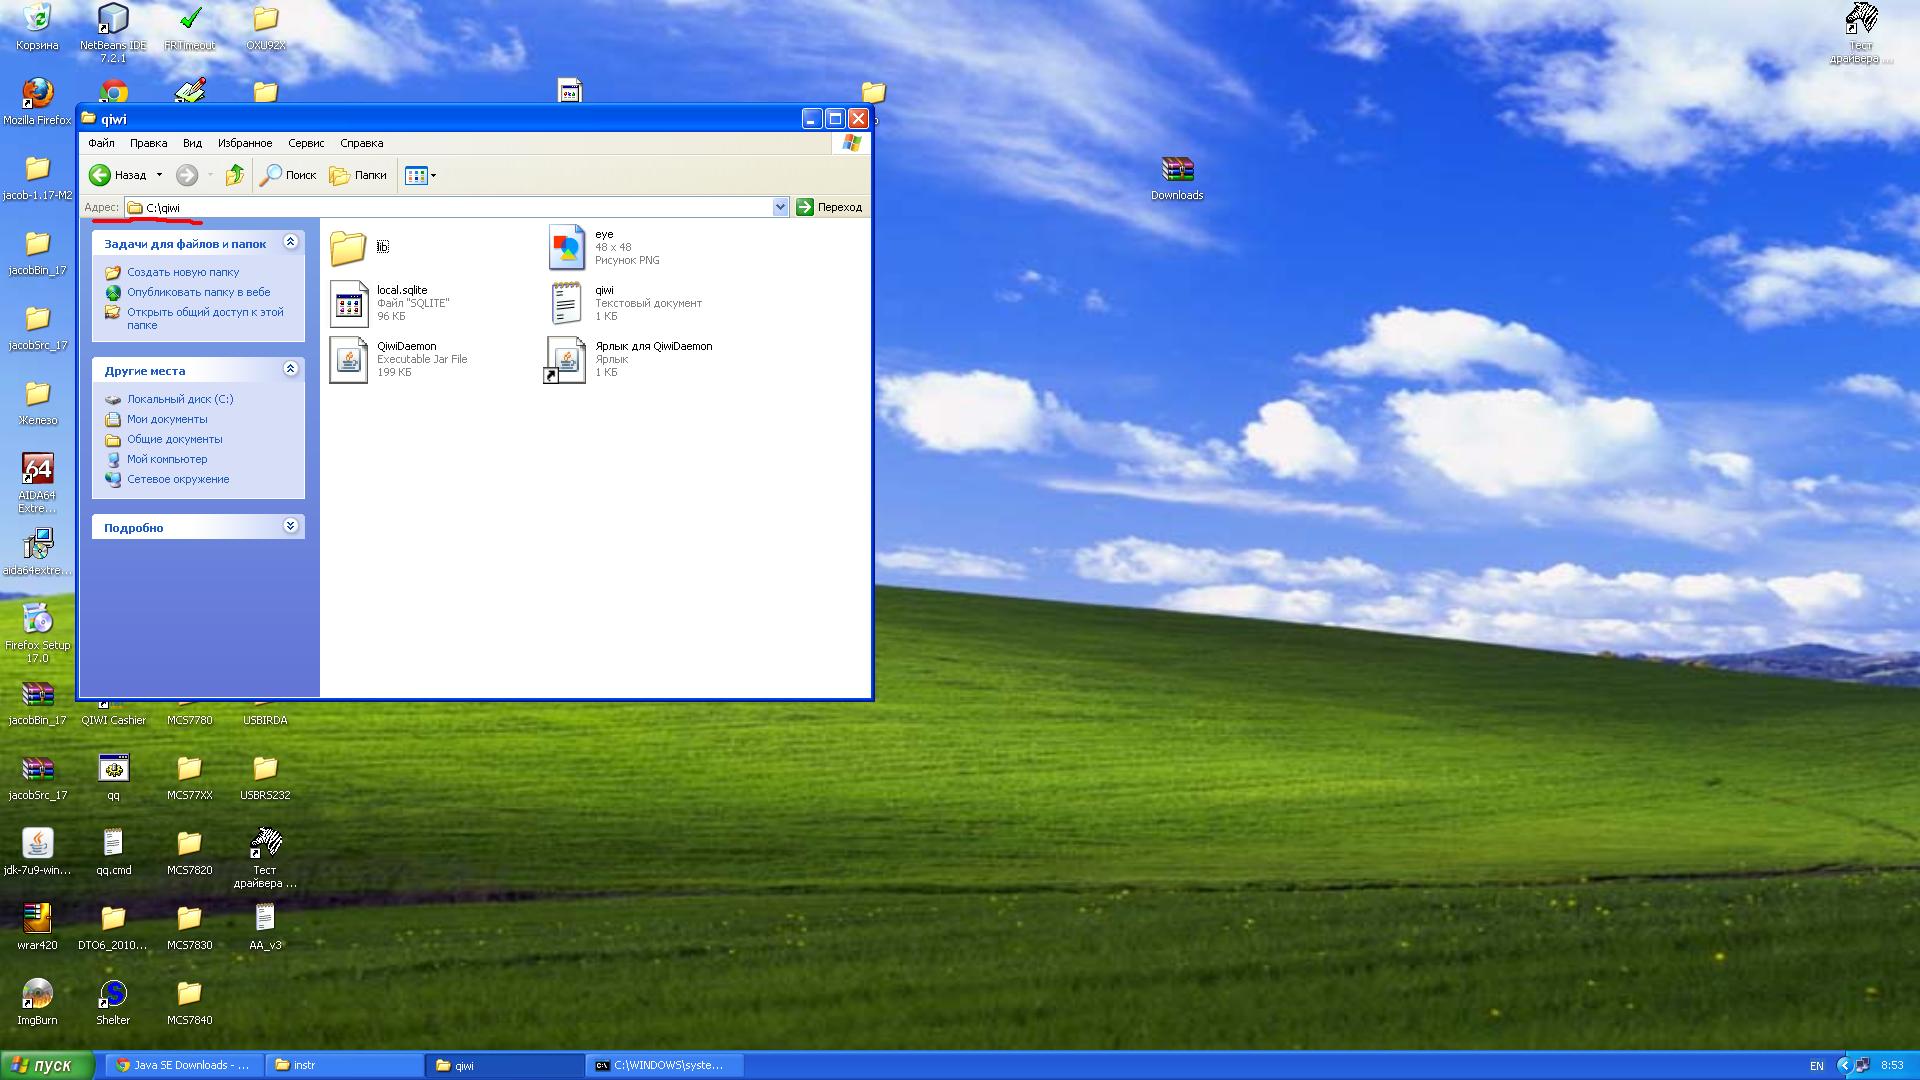 Корзина
NetBeans IDE
7.2.1
FRTimeout
OXU92X
Тест
драйвера ...
Mozilla Firefox
qiwi
Файл Правка Вид Избранное Сервис Справка
Назад Поиск Папки
Адрес: C:\qiwi Переход
Задачи для файлов и папок
Создать новую папку
Опубликовать папку в вебе
Открыть общий доступ к этой
папке
Другие места
Локальный диск (C:)
Мои документы
Общие документы
Мой компьютер
Сетевое окружение
Подробно
lib
eye
48 x 48
Рисунок PNG
local.sqlite
Файл "SQLITE"
96 КБ
qiwi
Текстовый документ
1 КБ
QiwiDaemon
Executable Jar File
199 КБ
Ярлык для QiwiDaemon
Ярлык
1 КБ
Downloads
jacob-1.17-M2
jacobBin_17
jacobSrc_17
Железо
64
AIDA64
Extre...
aida64extre...
Firefox Setup
17.0
jacobBin_17
QIWI Cashier
MCS7780
USBIRDA
jacobSrc_17
qq
MCS77XX
USBRS232
jdk-7u9-win...
qq.cmd
MCS7820
Тест
драйвера ...
wrar420
DTO6_2010...
MCS7830
AA_v3
ImgBurn
Shelter
MCS7840
пуск
Java SE Downloads - ...
instr
qiwi
C:\WINDOWS\syste...
EN
8:53